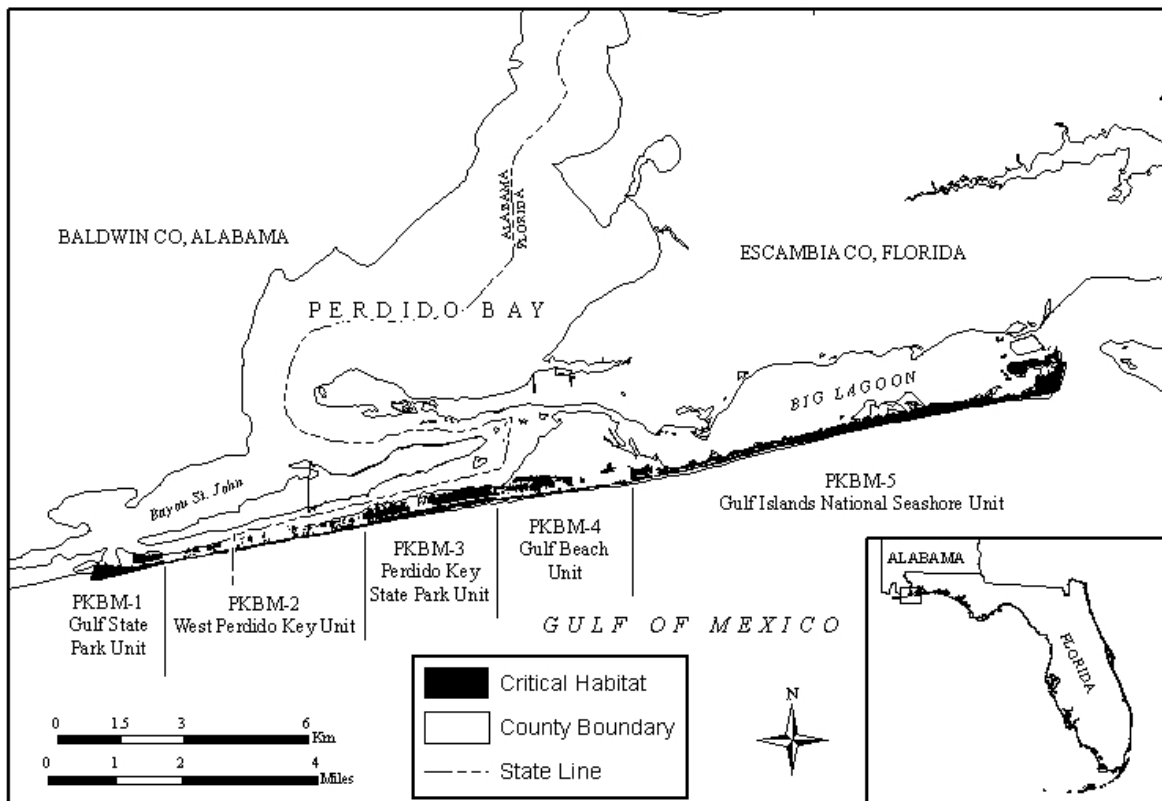 BALDWIN CO, ALABAMA
ALABAMA
FLORIDA
ESCAMBIA CO, FLORIDA
PERDIDO BAY
BIG LAGOON
Bayou St. John
PKBM-1
Gulf State
Park Unit
PKBM-2
West Perdido Key Unit
PKBM-3
Perdido Key
State Park Unit
PKBM-4
Gulf Beach
Unit
PKBM-5
Gulf Islands National Seashore Unit
GULF OF MEXICO
Critical Habitat
County Boundary
State Line
0 1.5 3 6
Km
0 1 2 4
Miles
N
ALABAMA
FLORIDA